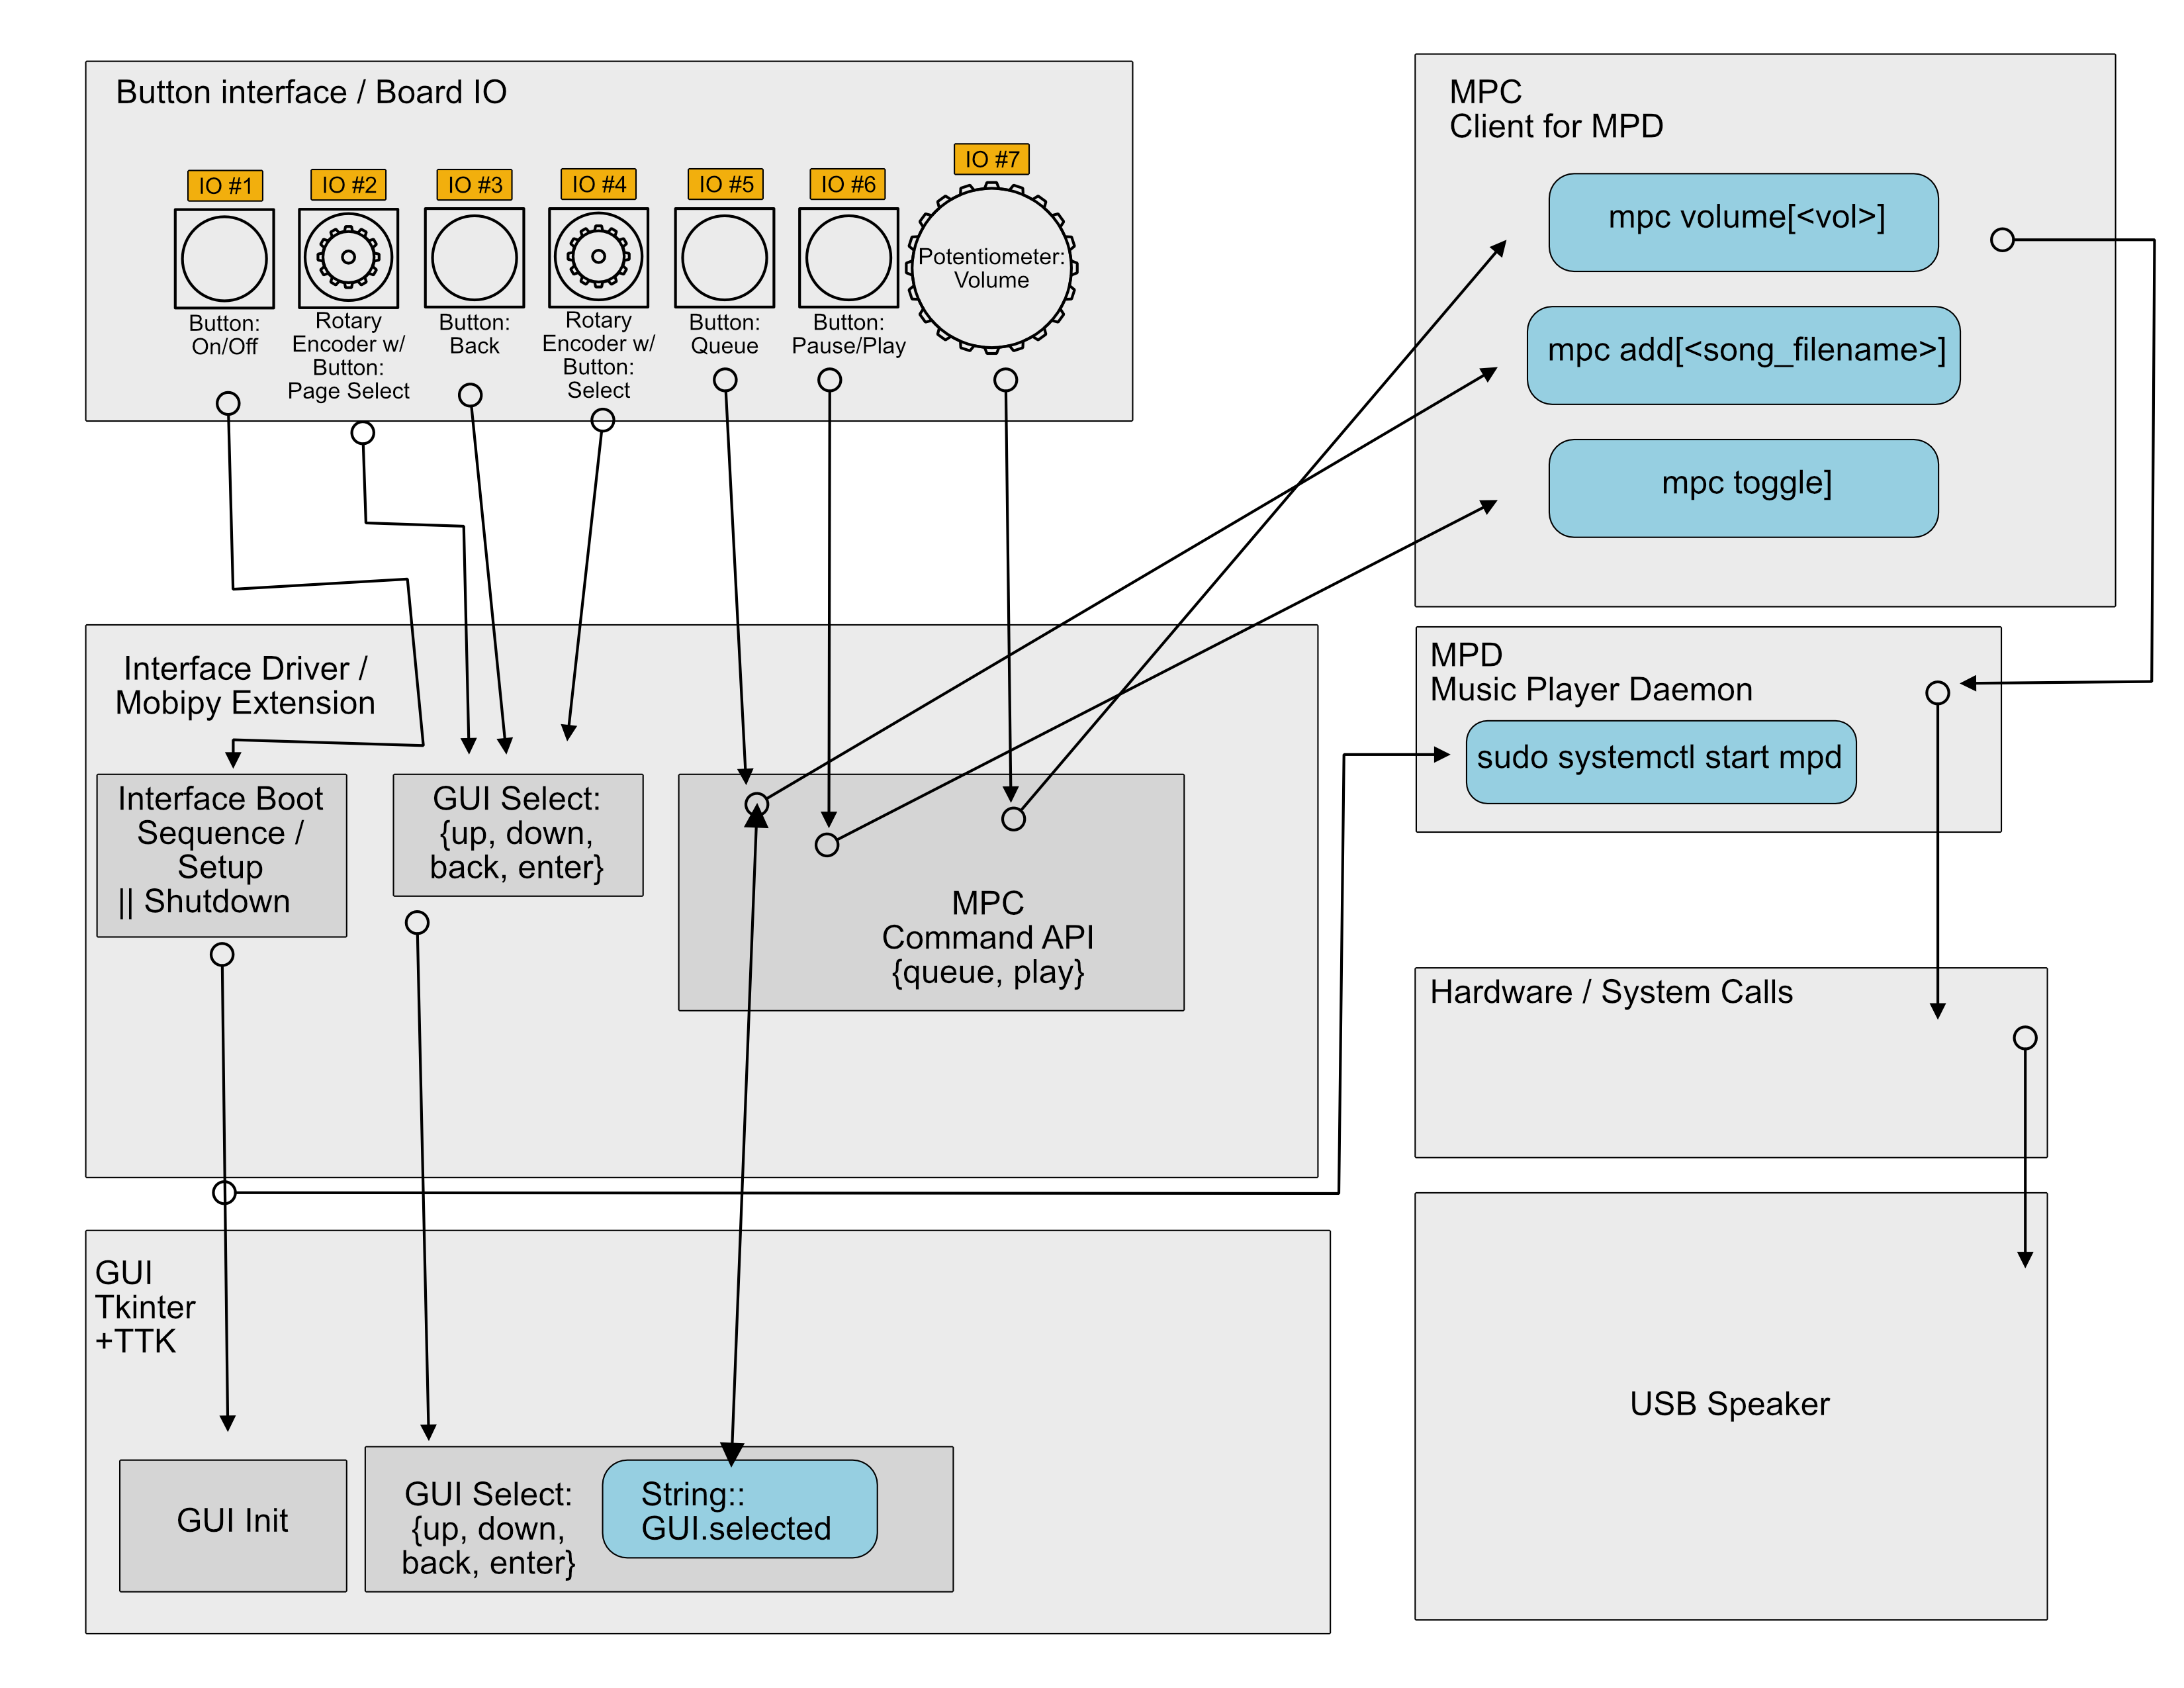 Button interface / Board IO
IO #1
IO #2
IO #3
IO #4
IO #5
IO #6
IO #7
Button:
On/Off
Rotary
Encoder w/
Button:
Page Select
Button:
Back
Rotary
Encoder w/
Button:
Select
Button:
Queue
Button:
Pause/Play
Potentiometer:
Volume
MPC
Client for MPD
mpc volume[<vol>]
mpc add[<song_filename>]
mpc toggle]
Interface Driver /
Mobipy Extension
Interface Boot
Sequence /
Setup
|| Shutdown
GUI Select:
{up, down,
back, enter}
MPC
Command API
{queue, play}
MPD
Music Player Daemon
sudo systemctl start mpd
Hardware / System Calls
GUI
Tkinter
+TTK
GUI Init
GUI Select:
{up, down,
back, enter}
String::
GUI.selected
USB Speaker